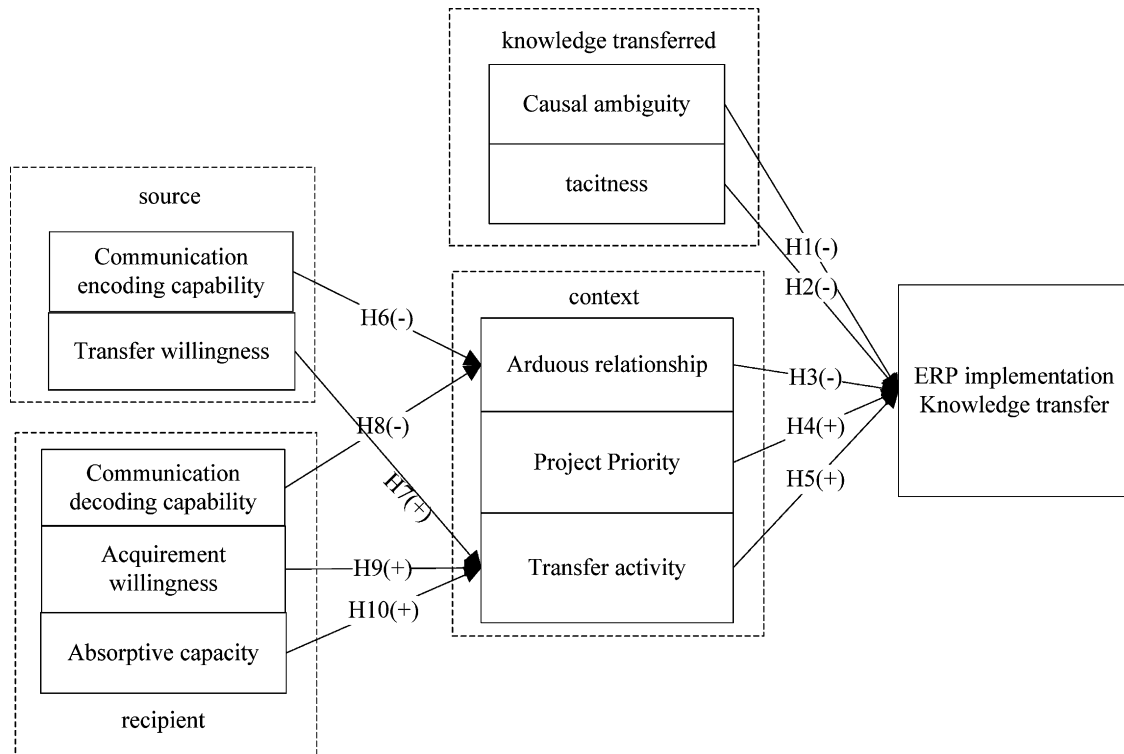 knowledge transferred
Causal ambiguity
tacitness
source
Communication
encoding capability
Transfer willingness
H1(-)
H2(-)
context
H6(-)
Arduous relationship
H3(-)
ERP implementation
Knowledge transfer
H8(-)
H4(+)
Communication
decoding capability
Project Priority
H7(+)
H5(+)
Acquirement
willingness
H9(+)
Transfer activity
H10(+)
Absorptive capacity
recipient